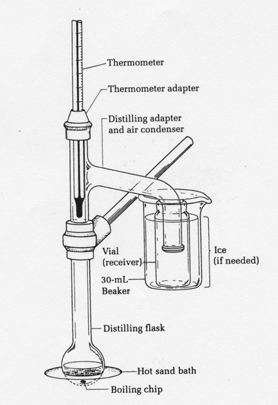 Thermometer
Thermometer adapter
Distilling adapter
and air condenser
Vial
(receiver)
Ice
(if needed)
30-mL
Beaker
Distilling flask
Hot sand bath
Boiling chip